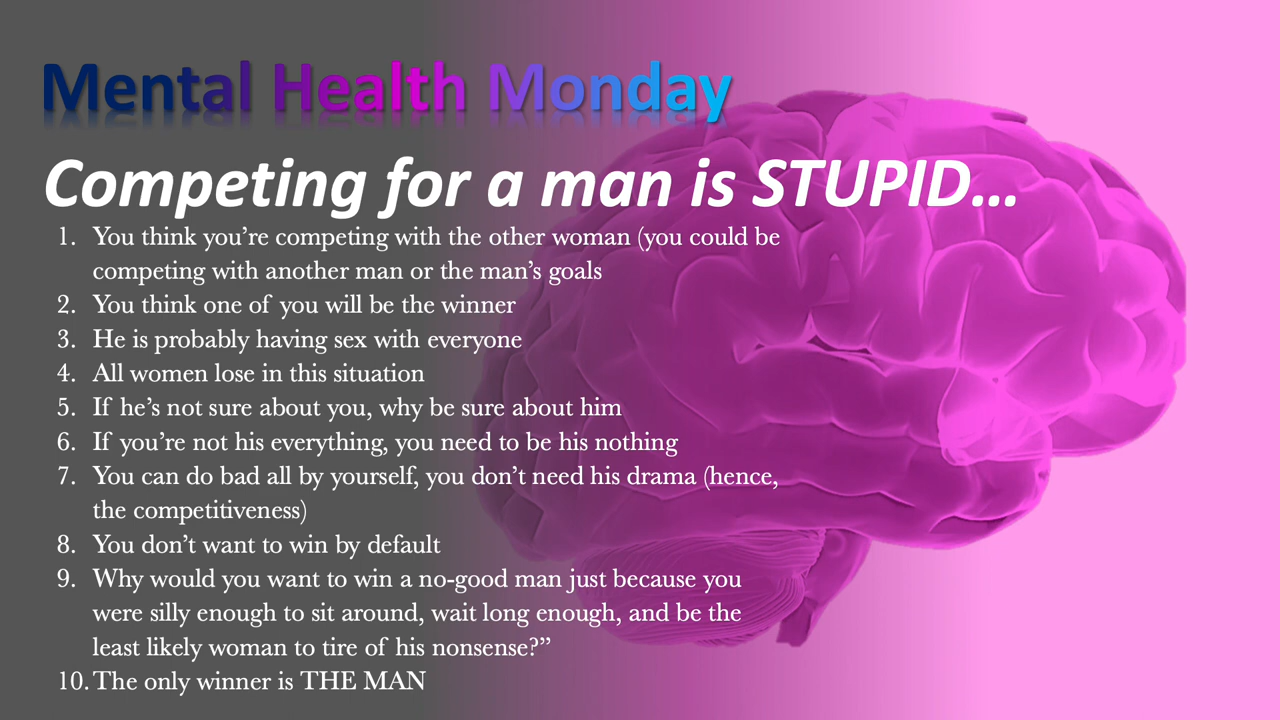 Mental Health Monday
Competing for a man is STUPID...
1. You think you’re competing with the other woman (you could be
competing with another man or the man’s goals
2. You think one of you will be the winner
3. He is probably having sex with everyone
4. All women lose in this situation
5. If he’s not sure about you, why be sure about him
6. If you’re not his everything, you need to be his nothing
7. You can do bad all by yourself, you don’t need his drama (hence,
the competitiveness)
8. You don’t want to win by default
9. Why would you want to win a no-good man just because you
were silly enough to sit around, wait long enough, and be the
least likely woman to tire of his nonsense?”
10. The only winner is THE MAN